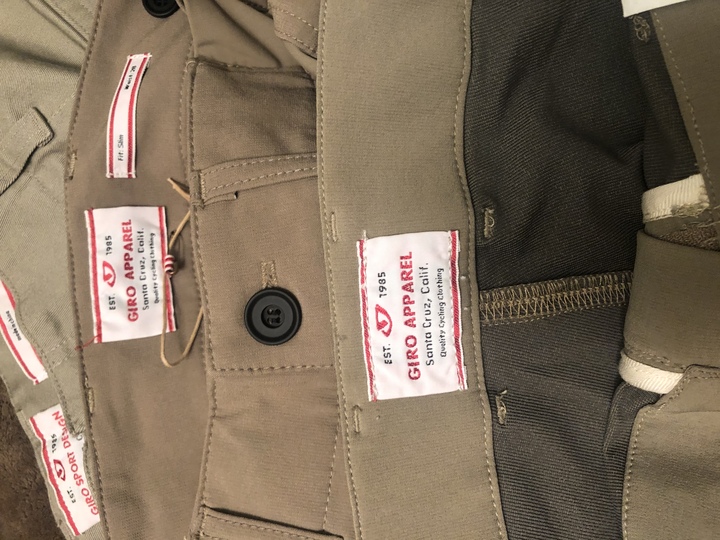 Waist: 36
Fit: Slim
EST. 1985
GIRO APPAREL
Santa Cruz, Calif.
Quality Cycling Clothing
EST. 1985
GIRO APPAREL
Santa Cruz, Calif.
Quality Cycling Clothing
EST. 1985
GIRO SPORT DESIGN